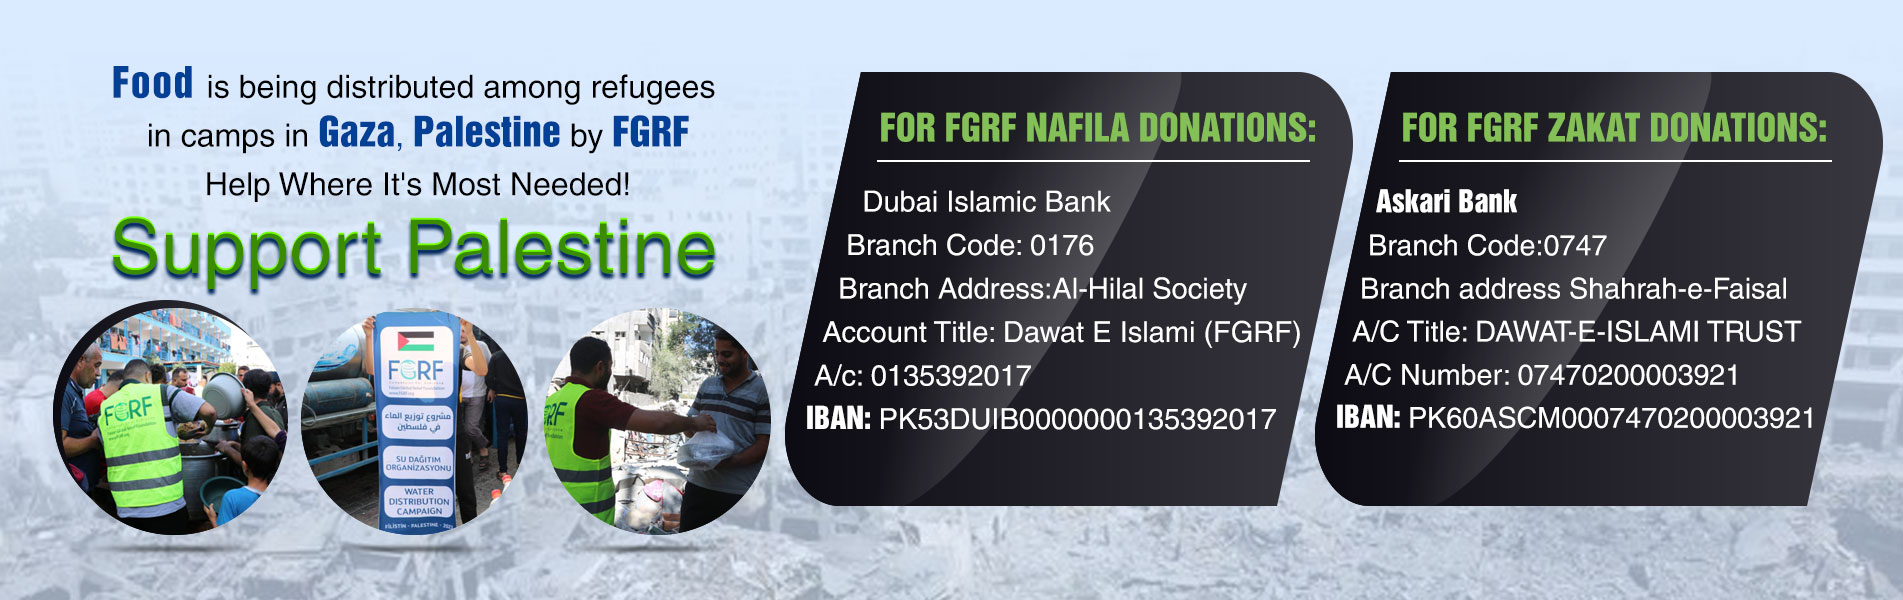 Food is being distributed among refugees
in camps in Gaza, Palestine by FGRF
Help Where It's Most Needed!
Support Palestine
FGRF
FGRF
www.FGRF.org
مشروع توزيع الماء
في فلسطين
SU DAĞITIM
ORGANİZASYONU
WATER
DISTRIBUTION
CAMPAIGN
FGRF
FOR FGRF NAFILA DONATIONS:
Dubai Islamic Bank
Branch Code: 0176
Branch Address:Al-Hilal Society
Account Title: Dawat E Islami (FGRF)
A/c: 0135392017
IBAN: PK53DUIB0000000135392017
FOR FGRF ZAKAT DONATIONS:
Askari Bank
Branch Code:0747
Branch address Shahrah-e-Faisal
A/C Title: DAWAT-E-ISLAMI TRUST
A/C Number: 07470200003921
IBAN: PK60ASCM0007470200003921